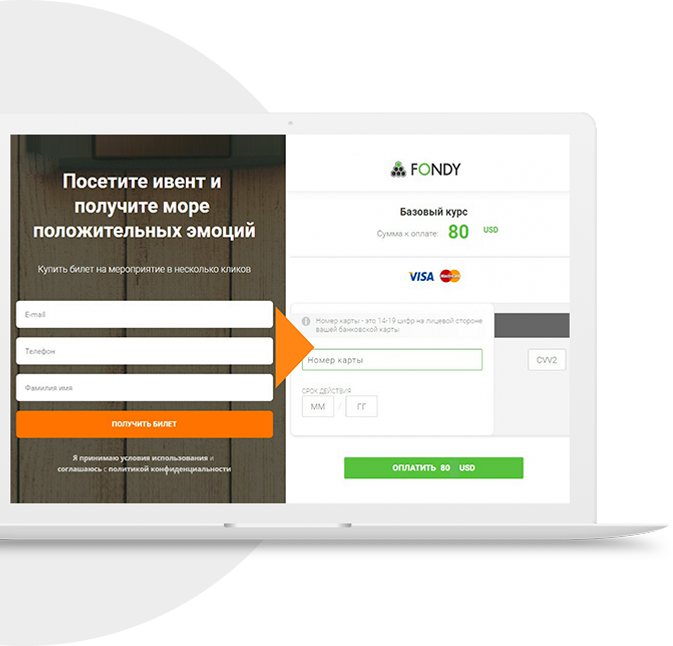 Посетите ивент и
получите море
положительных эмоций
Купить билет на мероприятие в несколько кликов
E-mail
Телефон
Фамилия имя
ПОЛУЧИТЬ БИЛЕТ
Я принимаю условия использования и
соглашаюсь с политикой конфиденциальности
FONDY
Базовый курс
Сумма к оплате: 80 USD
VISA MasterCard
Номер карты - это 14-19 цифр на лицевой стороне
вашей банковской карты
Номер карты
CVV2
СРОК ДЕЙСТВИЯ
ММ / ГГ
ОПЛАТИТЬ 80 USD